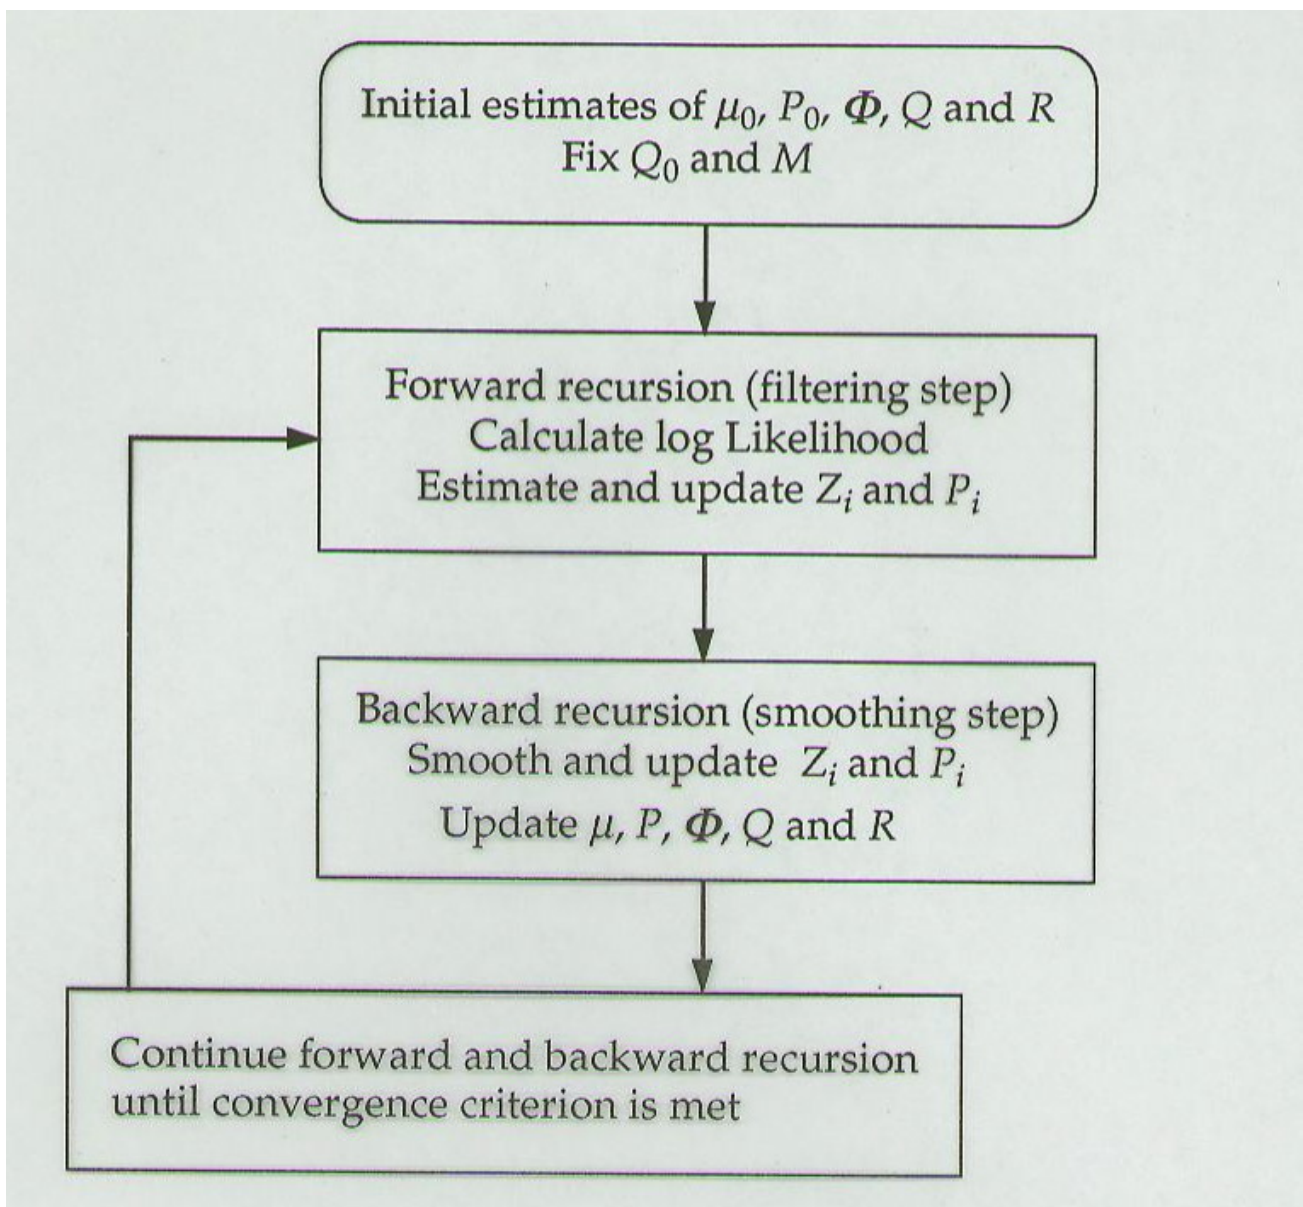 Initial estimates of μ₀, P₀, Φ, Q and R
Fix Q₀ and M
Forward recursion (filtering step)
Calculate log Likelihood
Estimate and update Zᵢ and Pᵢ
Backward recursion (smoothing step)
Smooth and update Zᵢ and Pᵢ
Update μ, P, Φ, Q and R
Continue forward and backward recursion
until convergence criterion is met